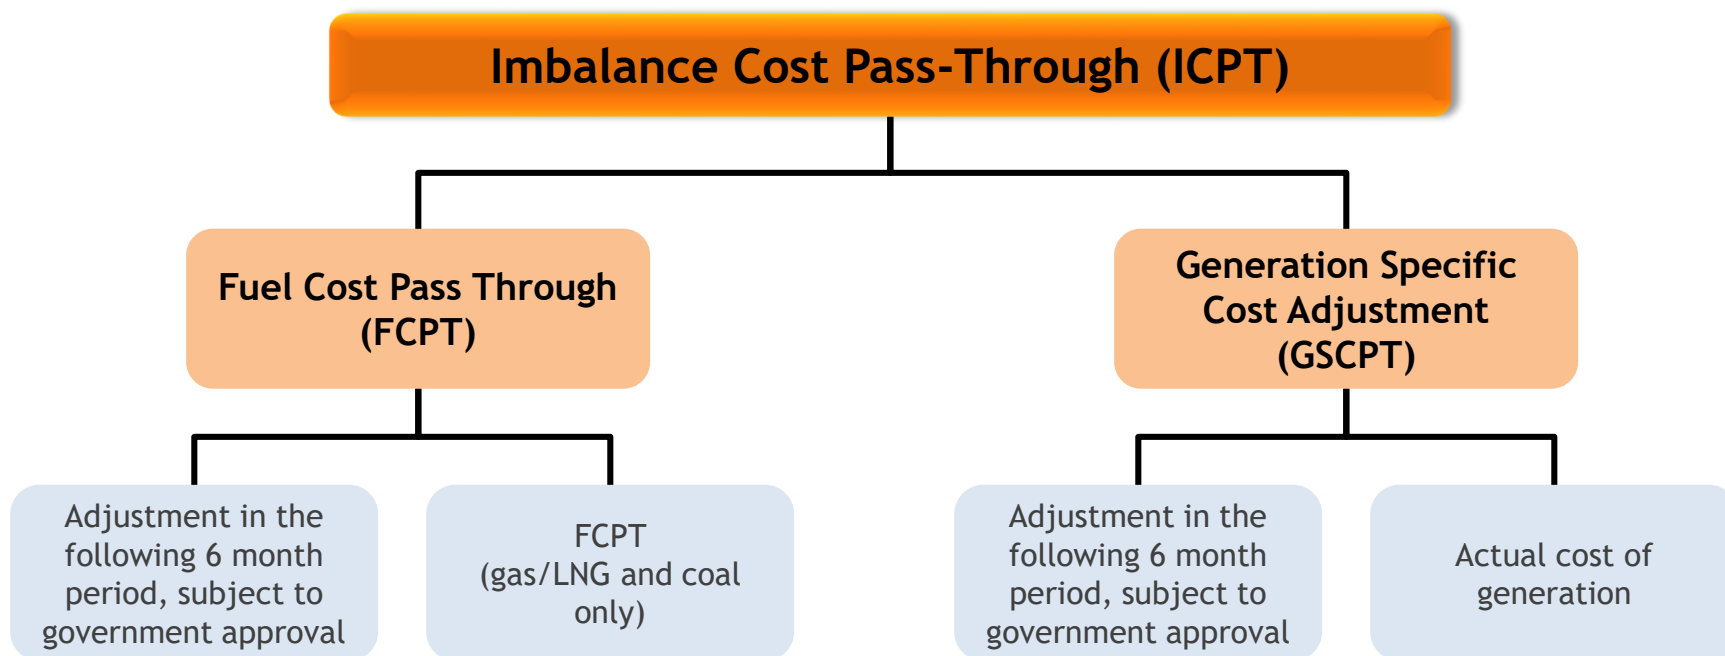 Imbalance Cost Pass-Through (ICPT)
Fuel Cost Pass Through
(FCPT)
Generation Specific
Cost Adjustment
(GSCPT)
Adjustment in the
following 6 month
period, subject to
government approval
FCPT
(gas/LNG and coal
only)
Adjustment in the
following 6 month
period, subject to
government approval
Actual cost of
generation